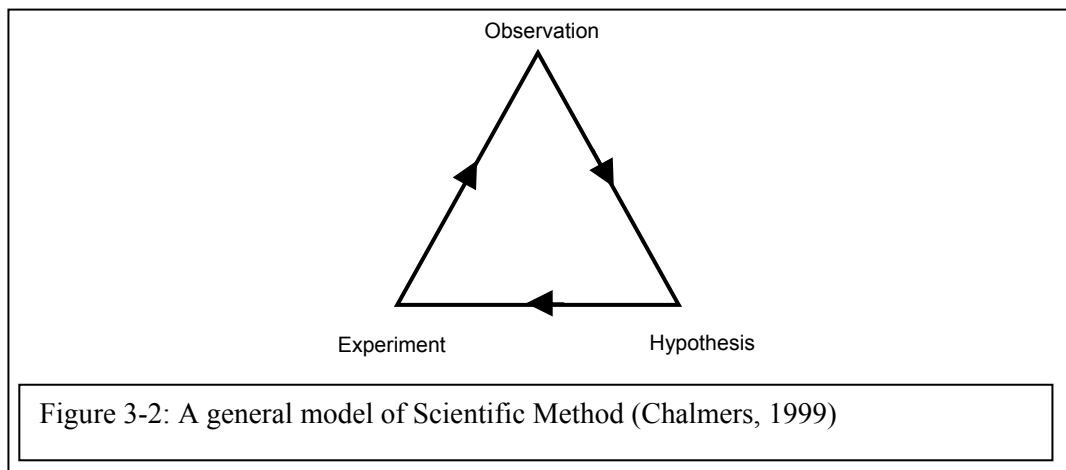 Observation
Experiment
Hypothesis
Figure 3-2: A general model of Scientific Method (Chalmers, 1999)